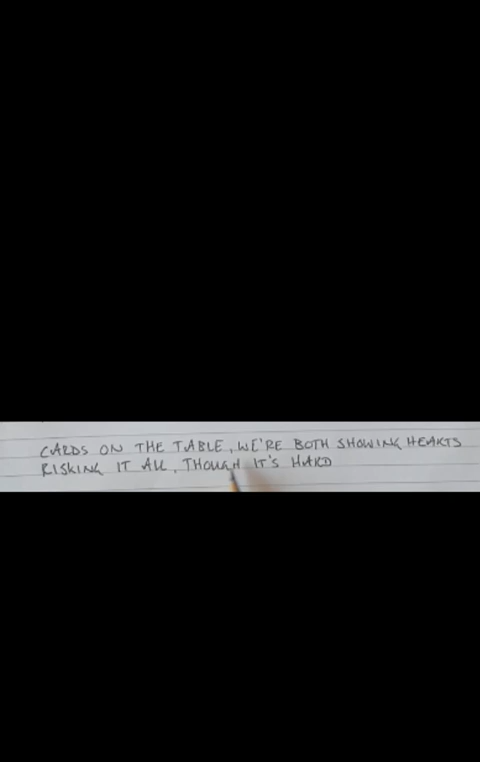 CARDS ON THE TABLE, WE'RE BOTH SHOWING HEARTS
RISKING IT ALL, THOUGH IT'S HARD